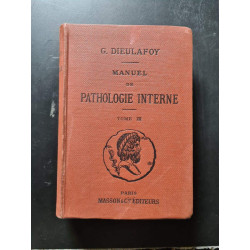 G. DIEULAFOY
MANUEL
DE
PATHOLOGIE INTERNE
TOME III
PARIS
MASSON & Cie ÉDITEURS